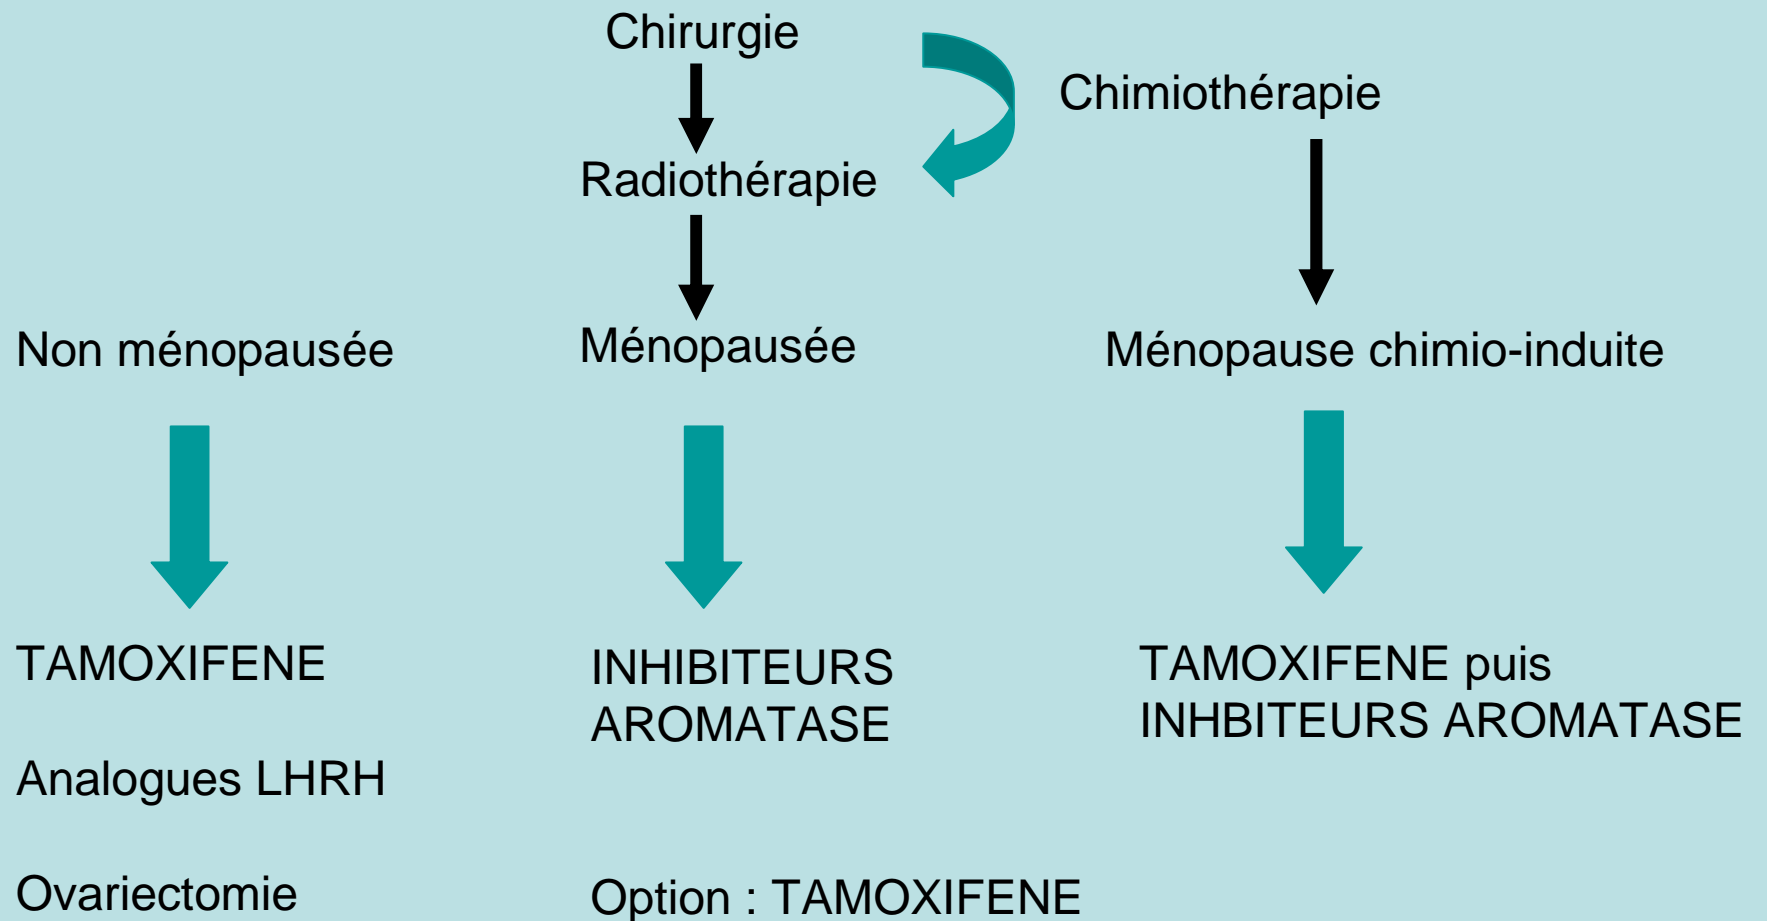 Chirurgie
Chimiothérapie
Radiothérapie
Non ménopausée
Ménopausée
Ménopause chimio-induite
TAMOXIFENE
Analogues LHRH
Ovariectomie
INHIBITEURS
AROMATASE
Option : TAMOXIFENE
TAMOXIFENE puis
INHBITEURS AROMATASE